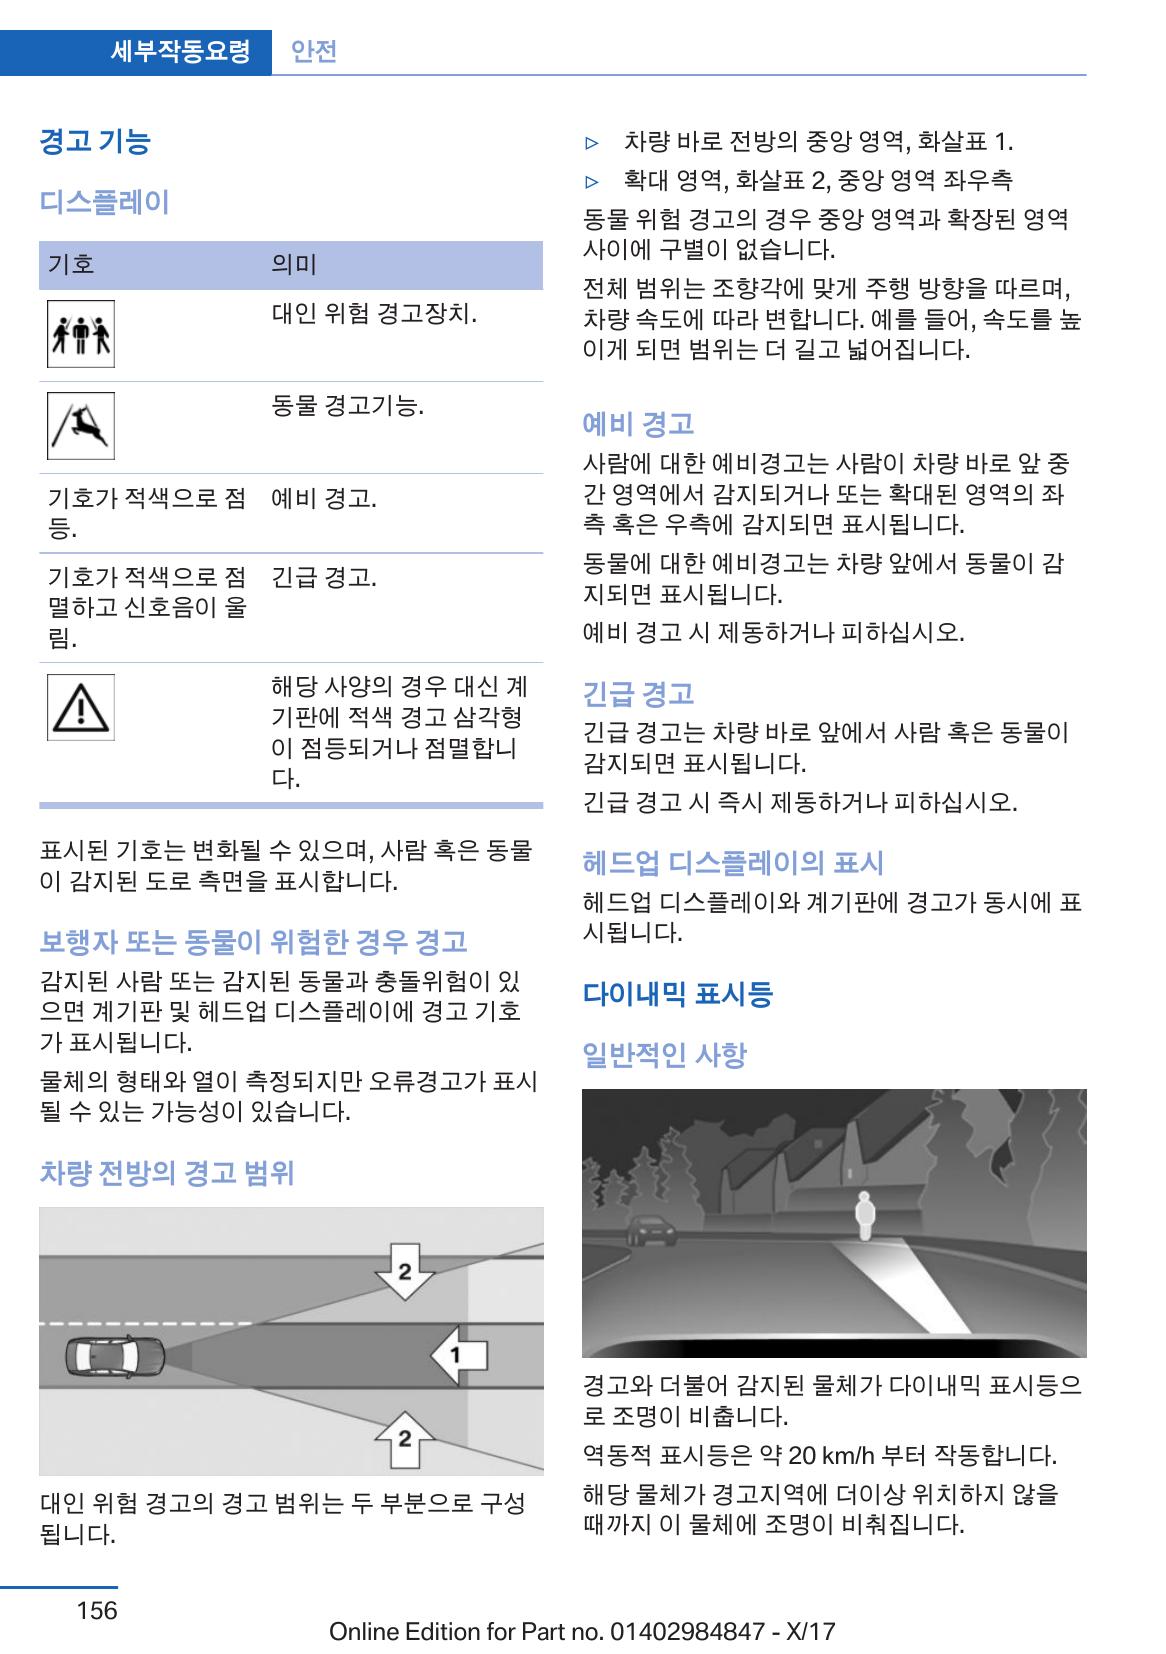 세부작동요령 안전
경고 기능
디스플레이
기호 의미
대인 위험 경고장치.
동물 경고기능.
기호가 적색으로 점 예비 경고.
등.
기호가 적색으로 점 긴급 경고.
멸하고 신호음이 울
림.
해당 사양의 경우 대신 계
기판에 적색 경고 삼각형
이 점등되거나 점멸합니
다.
표시된 기호는 변화될 수 있으며, 사람 혹은 동물
이 감지된 도로 측면을 표시합니다.
보행자 또는 동물이 위험한 경우 경고
감지된 사람 또는 감지된 동물과 충돌위험이 있
으면 계기판 및 헤드업 디스플레이에 경고 기호
가 표시됩니다.
물체의 형태와 열이 측정되지만 오류경고가 표시
될 수 있는 가능성이 있습니다.
차량 전방의 경고 범위
2
1
2
대인 위험 경고의 경고 범위는 두 부분으로 구성
됩니다.
▷ 차량 바로 전방의 중앙 영역, 화살표 1.
▷ 확대 영역, 화살표 2, 중앙 영역 좌우측
동물 위험 경고의 경우 중앙 영역과 확장된 영역
사이에 구별이 없습니다.
전체 범위는 조향각에 맞게 주행 방향을 따르며,
차량 속도에 따라 변합니다. 예를 들어, 속도를 높
이게 되면 범위는 더 길고 넓어집니다.
예비 경고
사람에 대한 예비경고는 사람이 차량 바로 앞 중
간 영역에서 감지되거나 또는 확대된 영역의 좌
측 혹은 우측에 감지되면 표시됩니다.
동물에 대한 예비경고는 차량 앞에서 동물이 감
지되면 표시됩니다.
예비 경고 시 제동하거나 피하십시오.
긴급 경고
긴급 경고는 차량 바로 앞에서 사람 혹은 동물이
감지되면 표시됩니다.
긴급 경고 시 즉시 제동하거나 피하십시오.
헤드업 디스플레이의 표시
헤드업 디스플레이와 계기판에 경고가 동시에 표
시됩니다.
다이내믹 표시등
일반적인 사항
경고와 더불어 감지된 물체가 다이내믹 표시등으
로 조명이 비춥니다.
역동적 표시등은 약 20 km/h 부터 작동합니다.
해당 물체가 경고지역에 더이상 위치하지 않을
때까지 이 물체에 조명이 비춰집니다.
156
Online Edition for Part no. 01402984847 - X/17